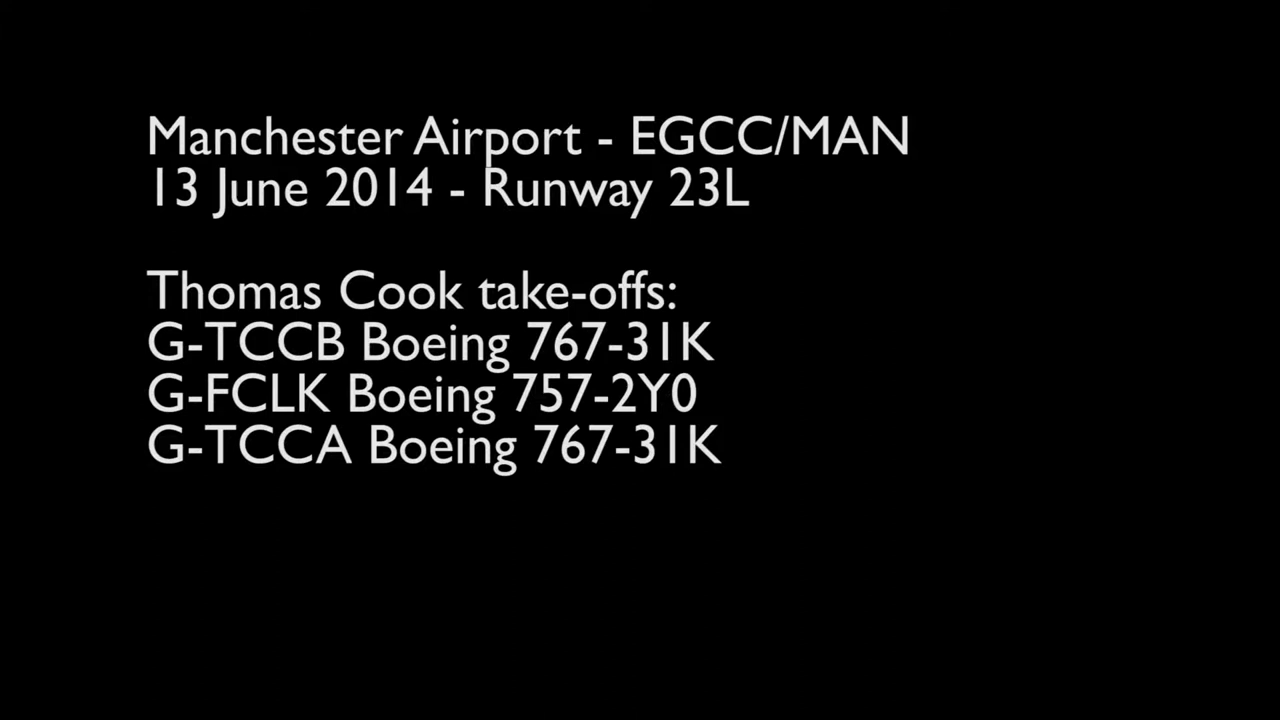 Manchester Airport - EGCC/MAN
13 June 2014 - Runway 23L
Thomas Cook take-offs:
G-TCCB Boeing 767-31K
G-FCLK Boeing 757-2Y0
G-TCCA Boeing 767-31K